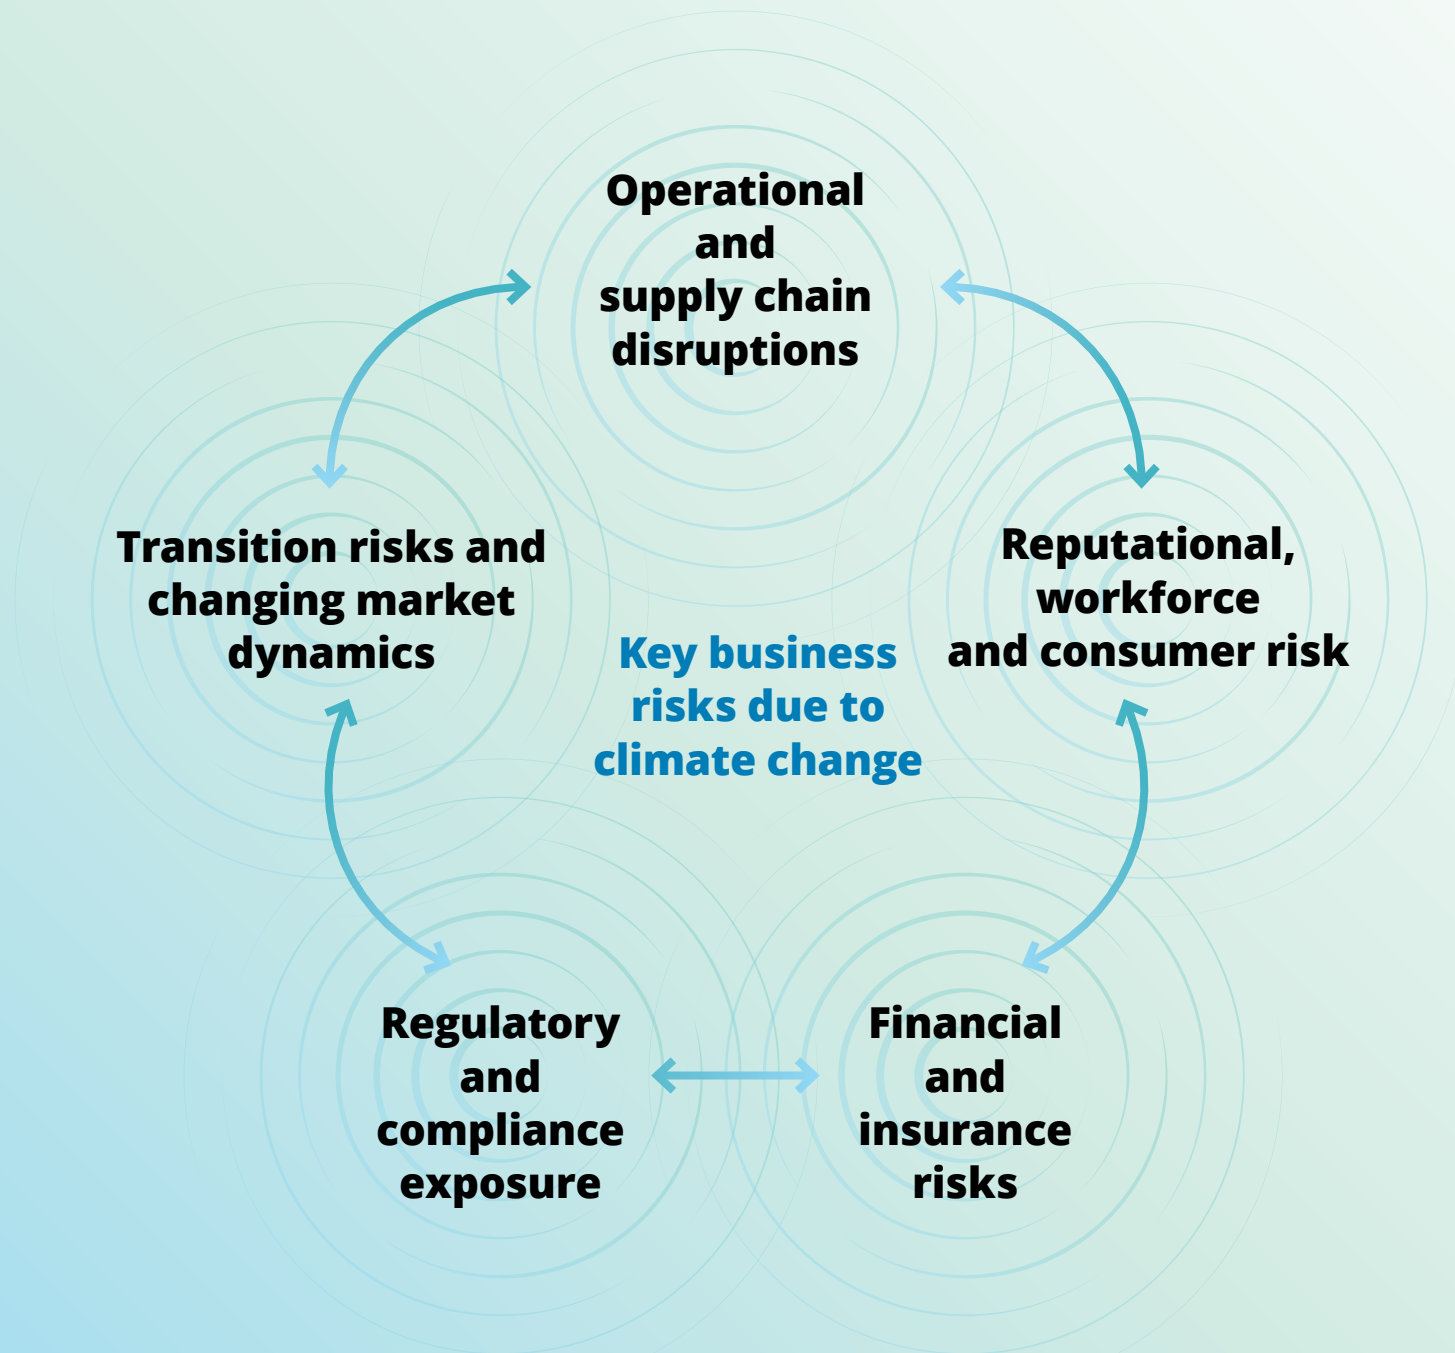 Operational
and
supply chain
disruptions
Transition risks and
changing market
dynamics
Reputational,
workforce
and consumer risk
Key business
risks due to
climate change
Regulatory
and
compliance
exposure
Financial
and
insurance
risks